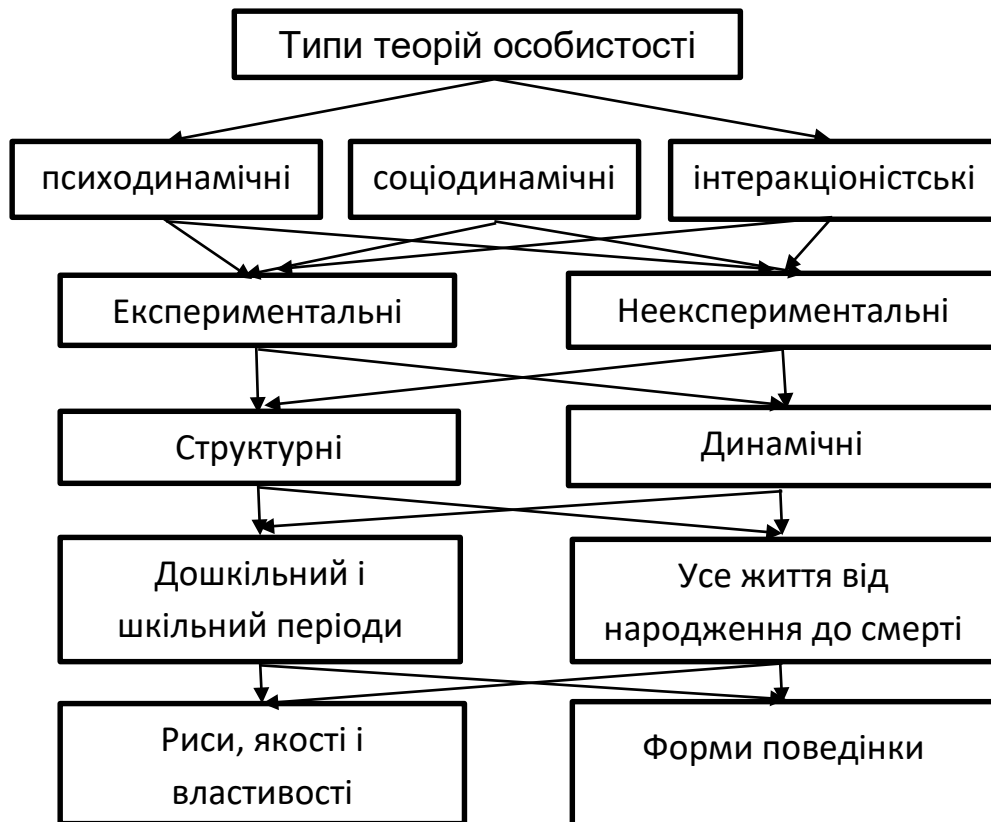 Типи теорій особистості
психодинамічні
соціодинамічні
інтеракціоністські
Експериментальні
Неекспериментальні
Структурні
Динамічні
Дошкільний і
шкільний періоди
Усе життя від
народження до смерті
Риси, якості і
властивості
Форми поведінки